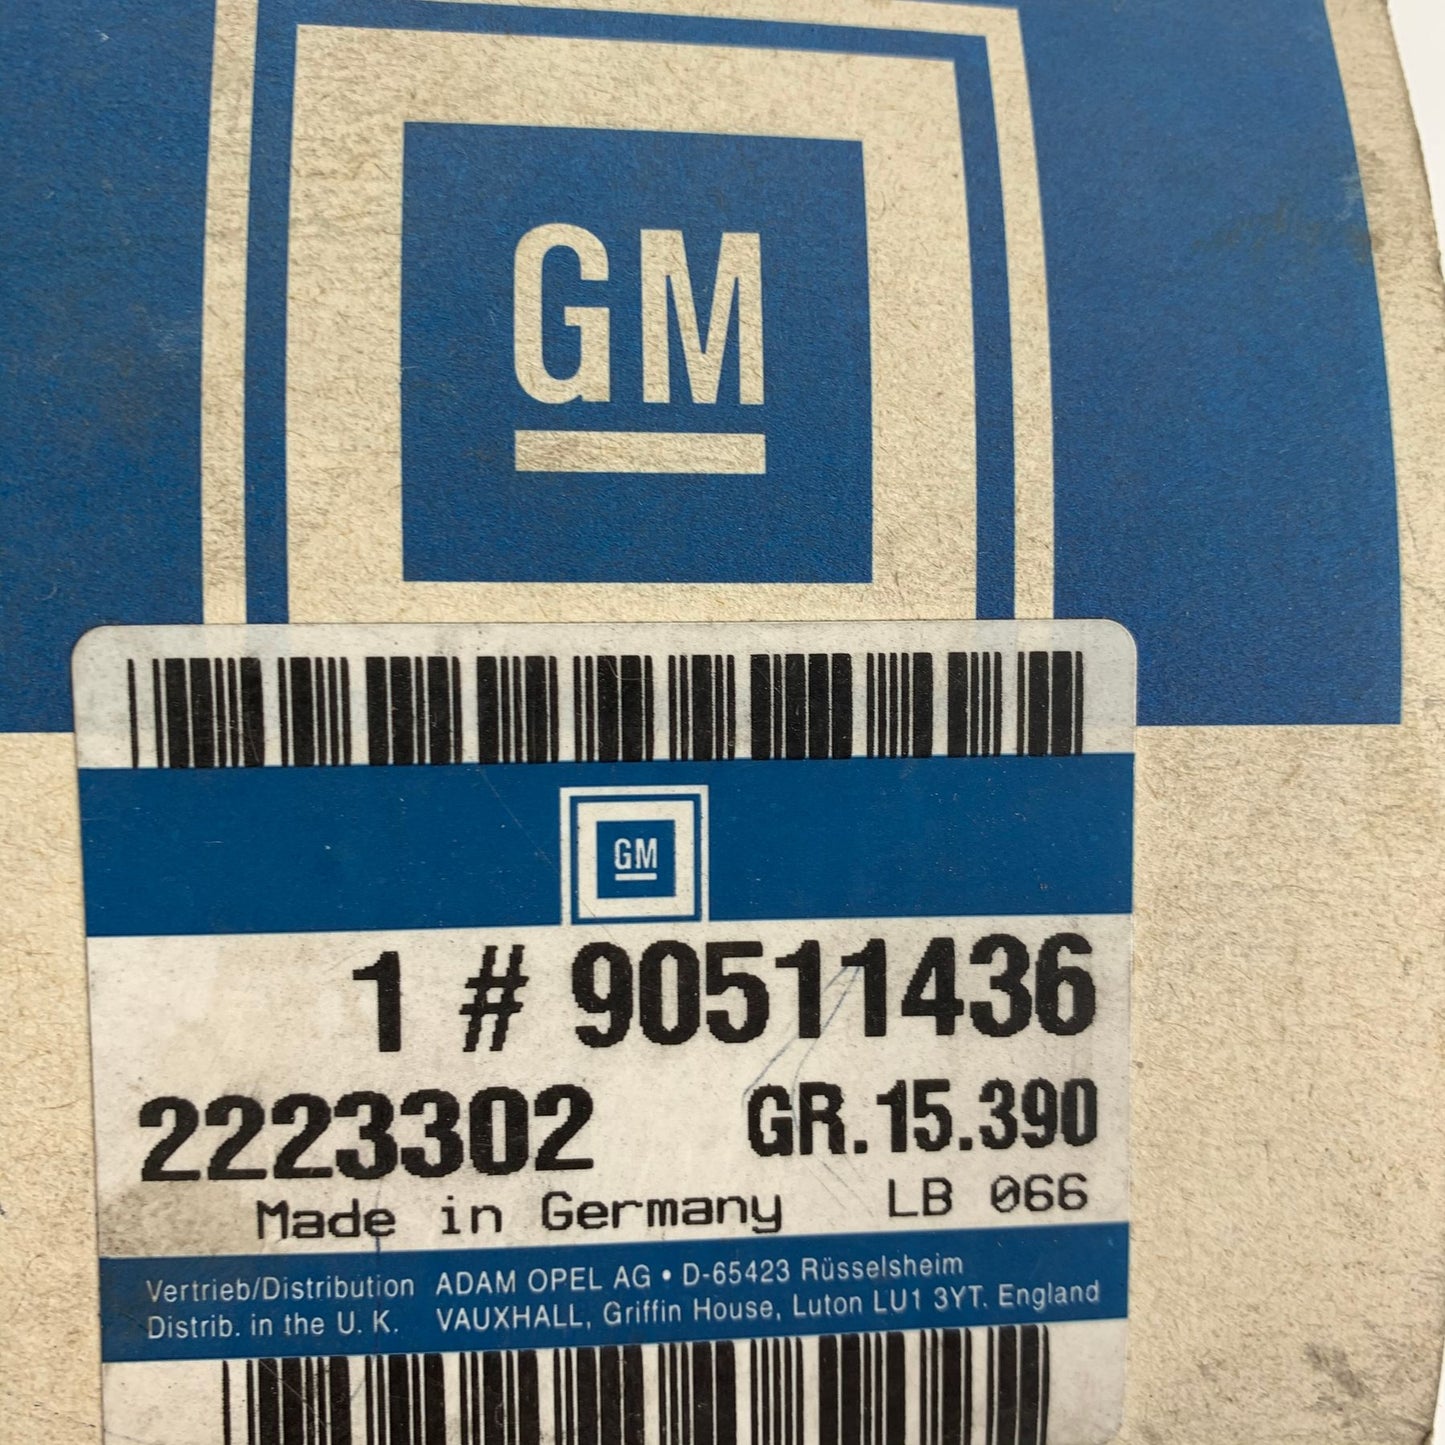 GM
GM
1 # 90511436
2223302 GR.15.390
Made in Germany LB 066
Vertrieb/Distribution ADAM OPEL AG • D-65423 Rüsselsheim
Distrib. in the U. K. VAUXHALL, Griffin House, Luton LU1 3YT. England